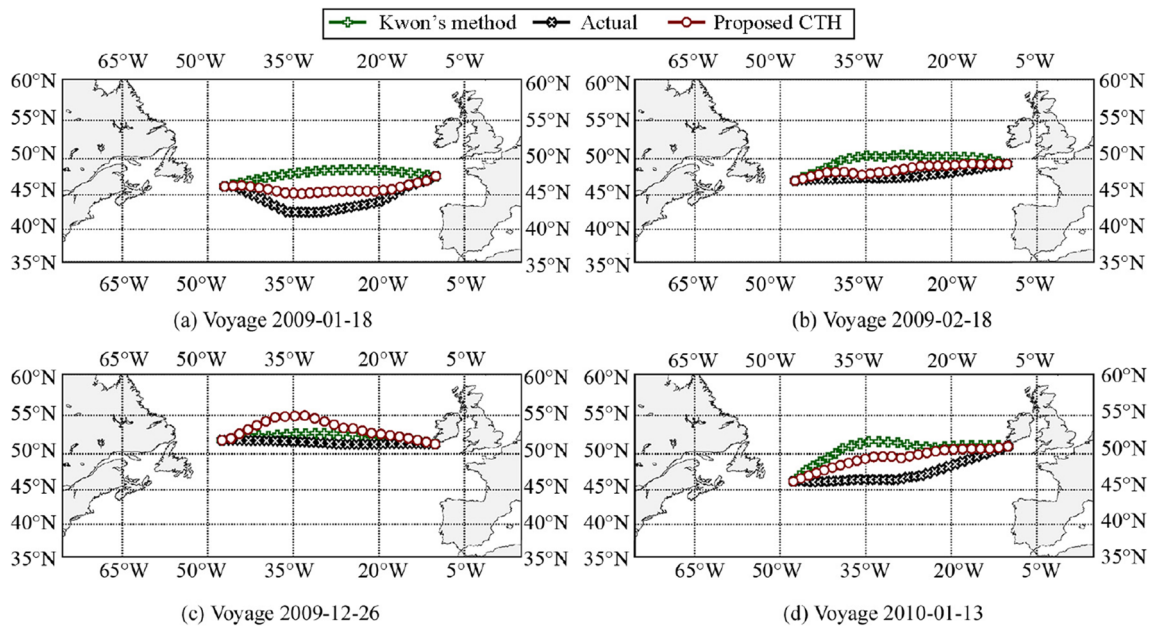 Kwon's method Actual Proposed CTH
65°W 50°W 35°W 20°W 5°W 65°W 50°W 35°W 20°W 5°W
60°N 60°N 60°N 60°N
55°N 55°N 55°N 55°N
50°N 50°N 50°N 50°N
45°N 45°N 45°N 45°N
40°N 40°N 40°N 40°N
35°N 35°N 35°N 35°N
65°W 50°W 35°W 20°W 5°W 65°W 50°W 35°W 20°W 5°W
(a) Voyage 2009-01-18 (b) Voyage 2009-02-18
65°W 50°W 35°W 20°W 5°W 65°W 50°W 35°W 20°W 5°W
60°N 60°N 60°N 60°N
55°N 55°N 55°N 55°N
50°N 50°N 50°N 50°N
45°N 45°N 45°N 45°N
40°N 40°N 40°N 40°N
35°N 35°N 35°N 35°N
65°W 50°W 35°W 20°W 5°W 65°W 50°W 35°W 20°W 5°W
(c) Voyage 2009-12-26 (d) Voyage 2010-01-13